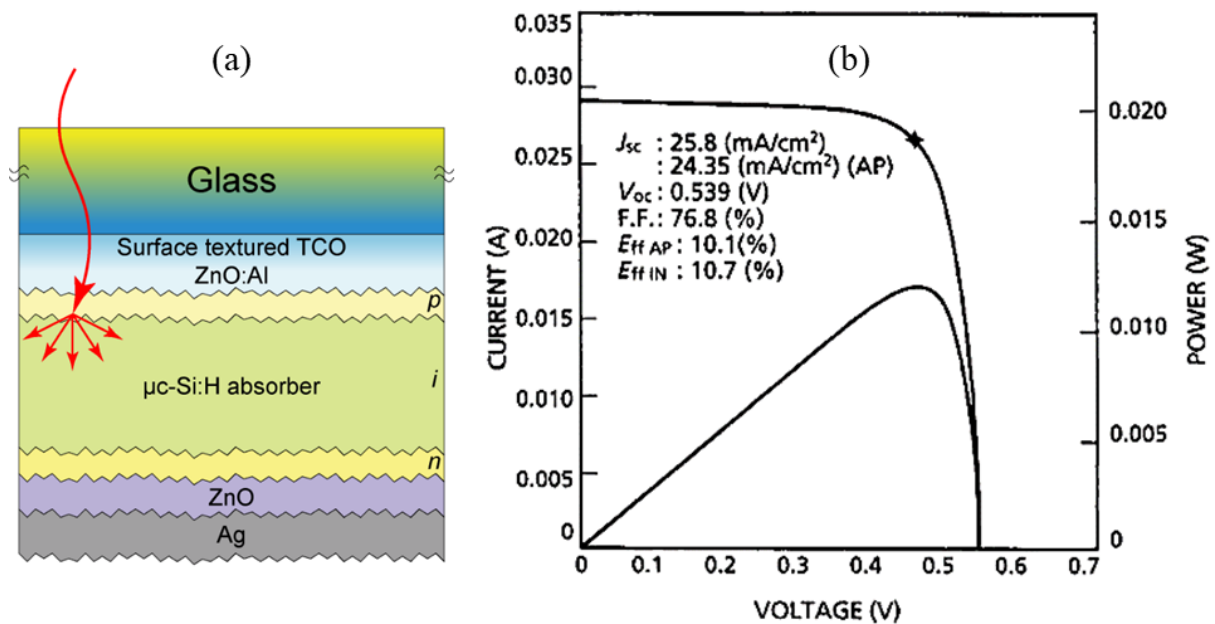 (a)
Glass
Surface textured TCO
ZnO:Al
p
i
µc-Si:H absorber
n
ZnO
Ag
(b)
0.035
0.030
0.025
0.020
0.015
0.010
0.005
0
CURRENT (A)
Jsc : 25.8 (mA/cm²)
: 24.35 (mA/cm²) (AP)
Voc : 0.539 (V)
F.F. : 76.8 (%)
Eff AP : 10.1(%)
Eff IN : 10.7 (%)
0.020
0.015
0.010
0.005
0
POWER (W)
0 0.1 0.2 0.3 0.4 0.5 0.6 0.7
VOLTAGE (V)